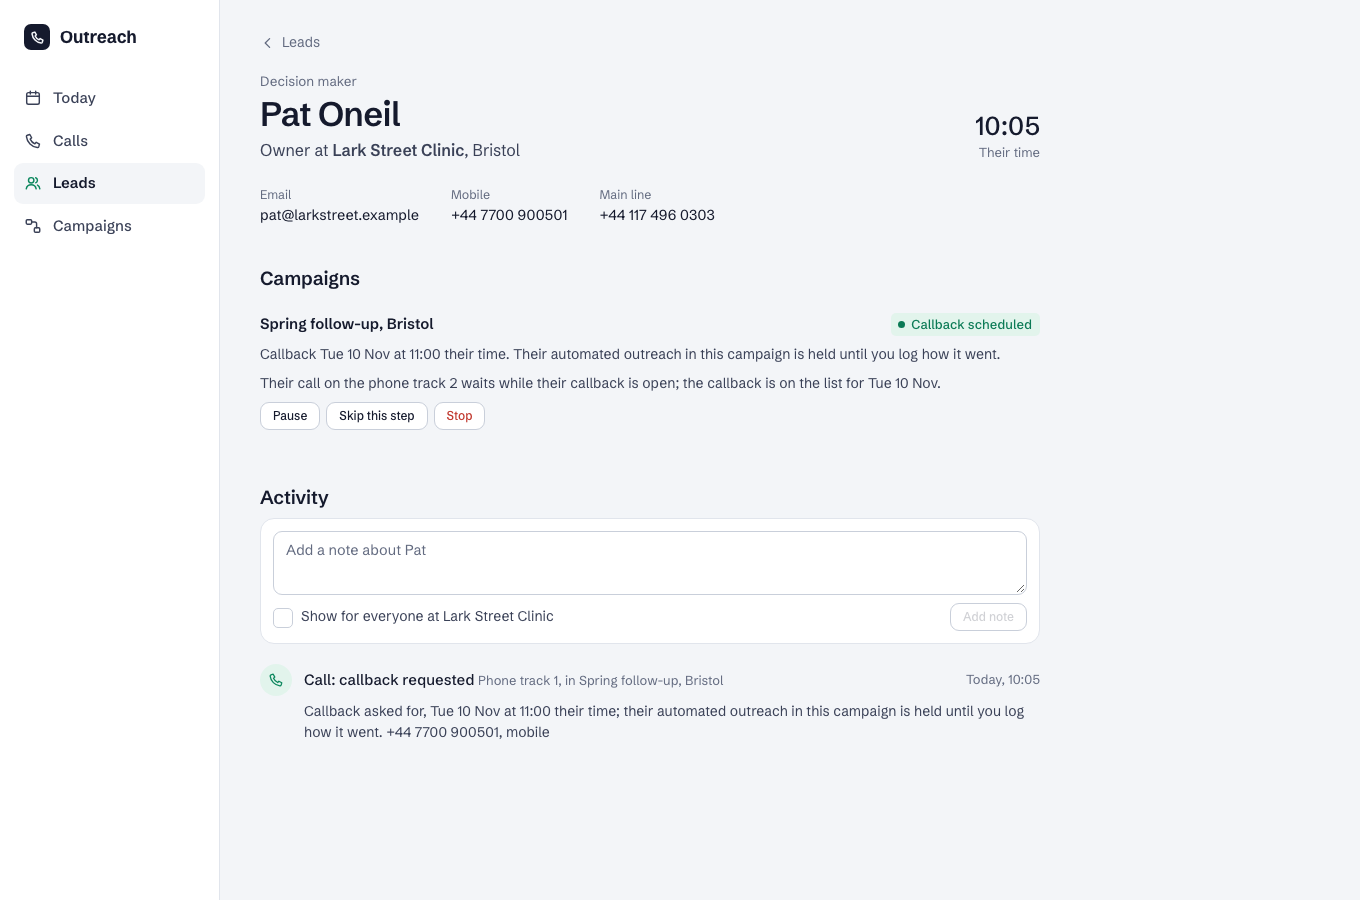 Outreach
Today
Calls
Leads
Campaigns
Leads
Decision maker
Pat Oneil
Owner at Lark Street Clinic, Bristol
10:05
Their time
Email
pat@larkstreet.example
Mobile
+44 7700 900501
Main line
+44 117 496 0303
Campaigns
Spring follow-up, Bristol
Callback scheduled
Callback Tue 10 Nov at 11:00 their time. Their automated outreach in this campaign is held until you log how it went.
Their call on the phone track 2 waits while their callback is open; the callback is on the list for Tue 10 Nov.
Pause
Skip this step
Stop
Activity
Add a note about Pat
Show for everyone at Lark Street Clinic
Add note
Call: callback requested Phone track 1, in Spring follow-up, Bristol
Today, 10:05
Callback asked for, Tue 10 Nov at 11:00 their time; their automated outreach in this campaign is held until you log
how it went. +44 7700 900501, mobile